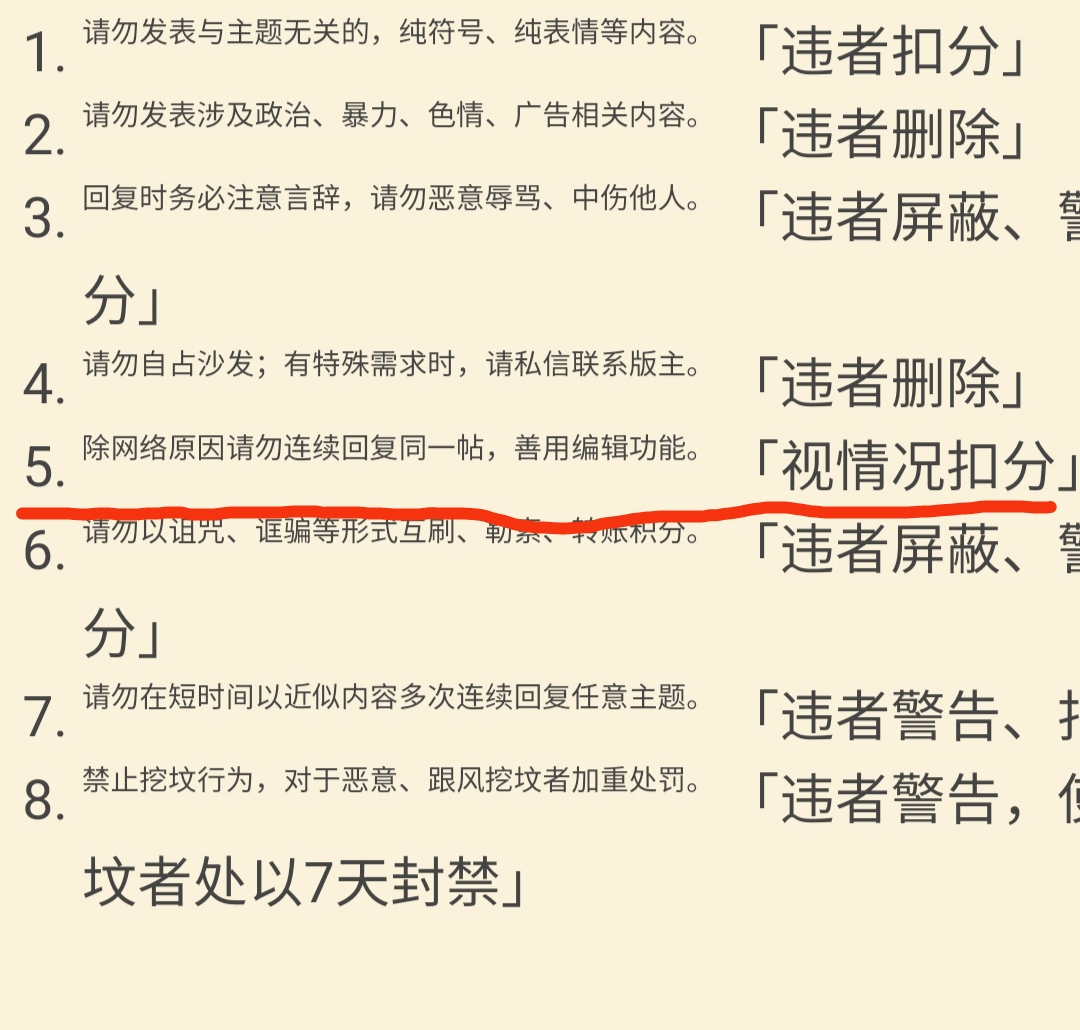 1. 请勿发表与主题无关的，纯符号、纯表情等内容。 「违者扣分」
2. 请勿发表涉及政治、暴力、色情、广告相关内容。 「违者删除」
3. 回复时务必注意言辞，请勿恶意辱骂、中伤他人。 「违者屏蔽、警
分」
4. 请勿自占沙发；有特殊需求时，请私信联系版主。 「违者删除」
5. 除网络原因请勿连续回复同一帖，善用编辑功能。 「视情况扣分」
6. 请勿以诅咒、诓骗等形式互刷、勒索、转账积分。 「违者屏蔽、警
分」
7. 请勿在短时间以近似内容多次连续回复任意主题。 「违者警告、
8. 禁止挖坟行为，对于恶意、跟风挖坟者加重处罚。 「违者警告，
坟者处以7天封禁」